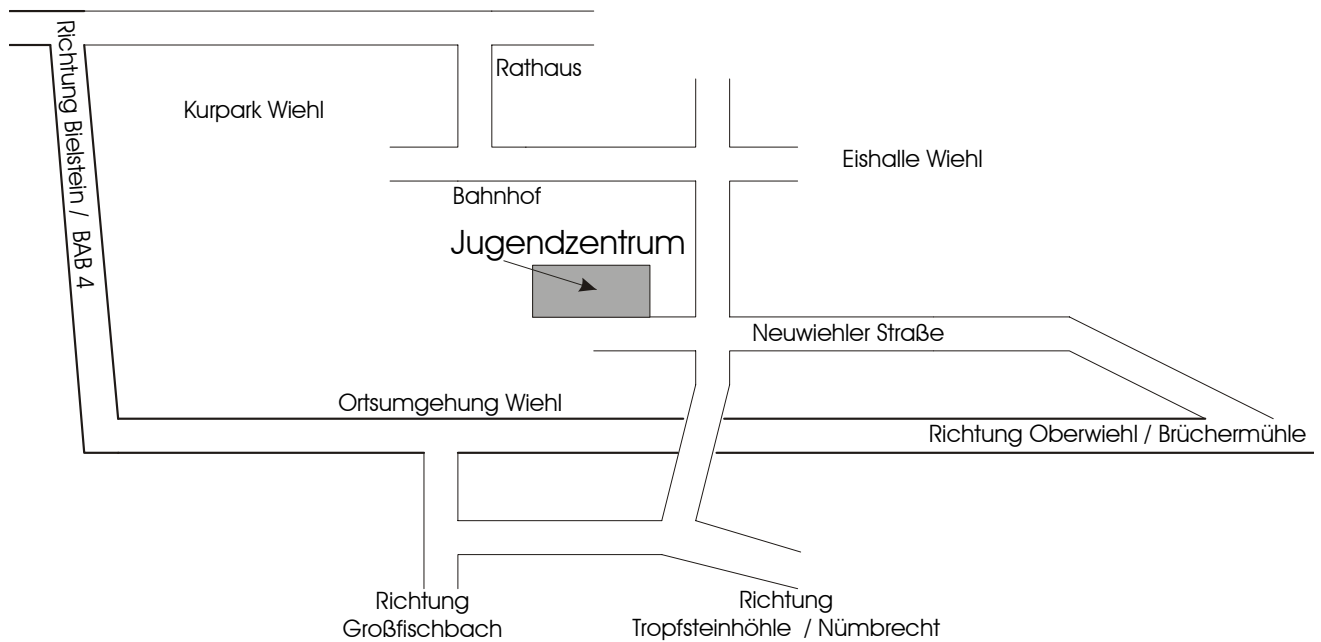 Richtung Bielstein / BAB 4
Rathaus
Kurpark Wiehl
Eishalle Wiehl
Bahnhof
Jugendzentrum
Neuwiehler Straße
Ortsumgehung Wiehl
Richtung Oberwiehl / Brüchermühle
Richtung
Großfischbach
Richtung
Tropfsteinhöhle / Nümbrecht